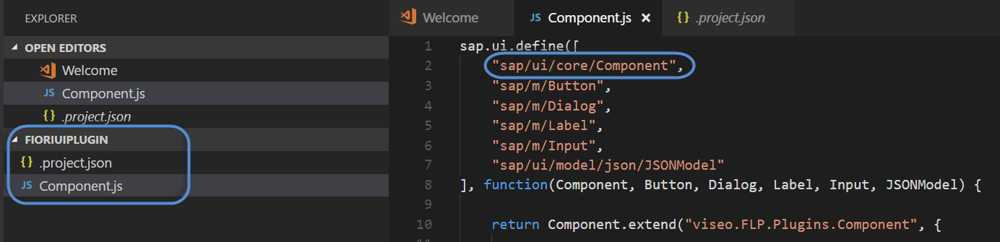 EXPLORER
OPEN EDITORS
Welcome
JS Component.js
{} .project.json
FIORIUIPLUGIN
{} .project.json
JS Component.js
Welcome JS Component.js × {} .project.json
1 sap.ui.define([
2 "sap/ui/core/Component",
3 "sap/m/Button",
4 "sap/m/Dialog",
5 "sap/m/Label",
6 "sap/m/Input",
7 "sap/ui/model/json/JSONModel"
8 ], function(Component, Button, Dialog, Label, Input, JSONModel) {
9
10 return Component.extend("viseo.FLP.Plugins.Component", {
11